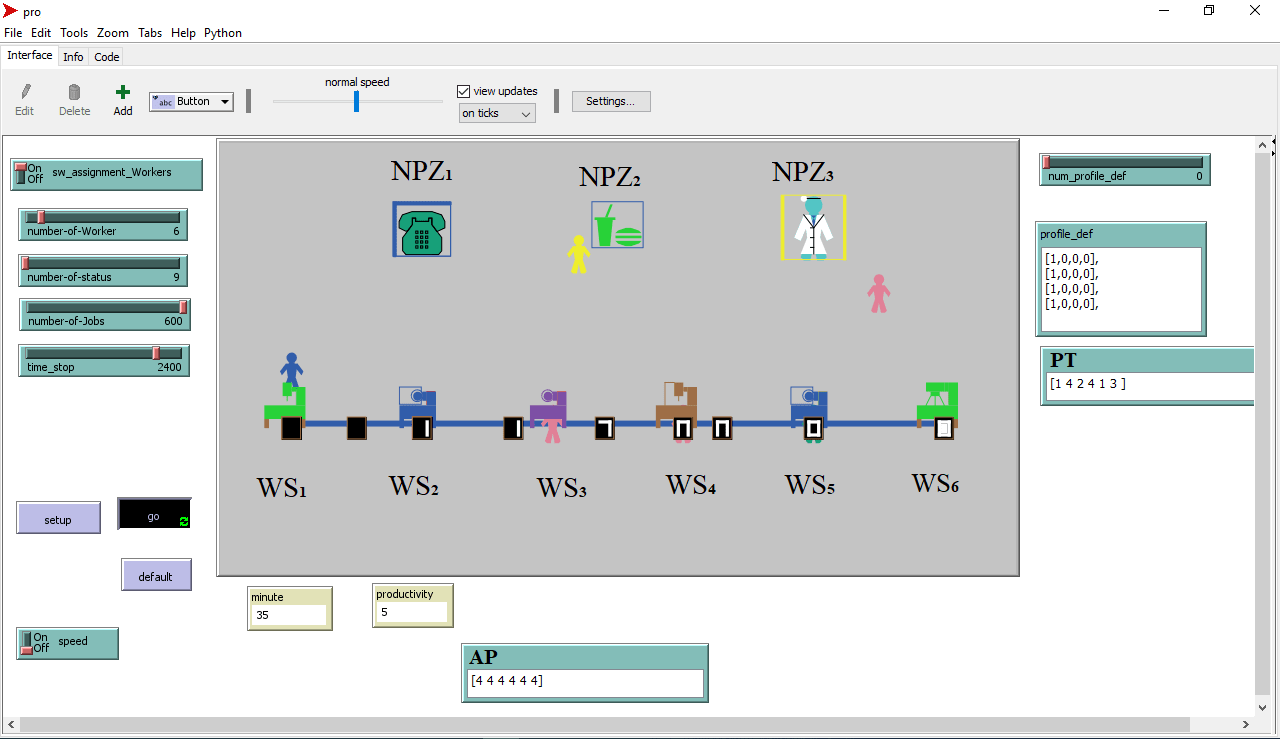 pro
File Edit Tools Zoom Tabs Help Python
Interface Info Code
normal speed
Edit Delete Add abc Button view updates on ticks Settings...
On Off sw_assignment_Workers
number-of-Worker 6
number-of-status 9
number-of-Jobs 600
time_stop 2400
setup go
default
On Off speed
NPZ1 NPZ2 NPZ3
WS1 WS2 WS3 WS4 WS5 WS6
minute
35
productivity
5
AP
[4 4 4 4 4 4]
num_profile_def 0
profile_def
[1,0,0,0],
[1,0,0,0],
[1,0,0,0],
[1,0,0,0],
PT
[1 4 2 4 1 3 ]